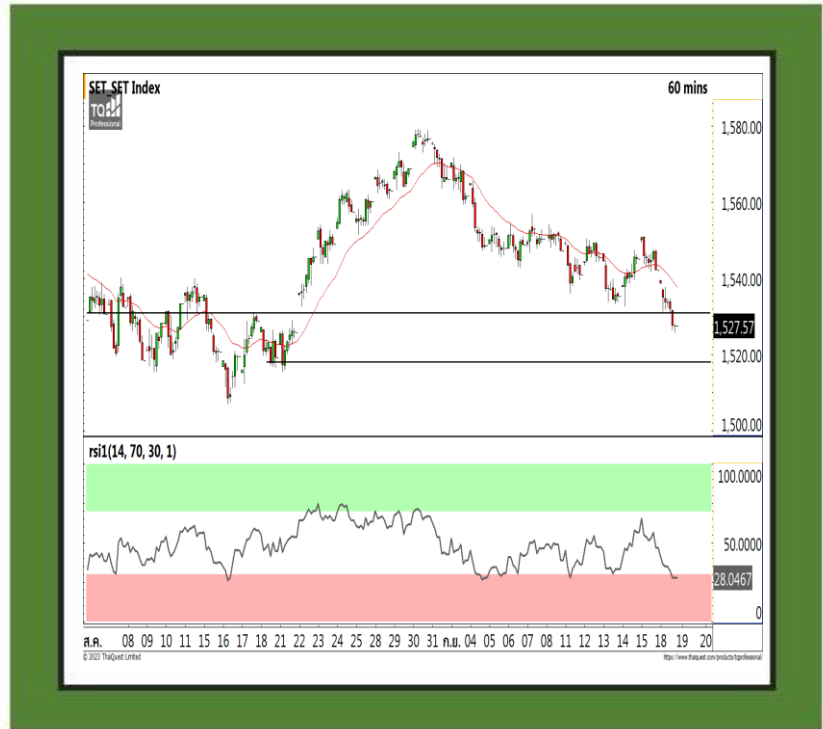 SET_SET Index 60 mins
TQ
Professional
1,580.00
1,560.00
1,540.00
1,527.57
1,520.00
1,500.00
rsi1(14, 70, 30, 1)
100.0000
50.0000
28.0467
0
ส.ค. 08 09 10 11 15 16 17 18 21 22 23 24 25 28 29 30 31 ก.ย. 04 05 06 07 08 11 12 13 14 15 18 19 20
© 2023 ThaiQuest Limited https://www.thaiquest.com/products/tqprofessional/